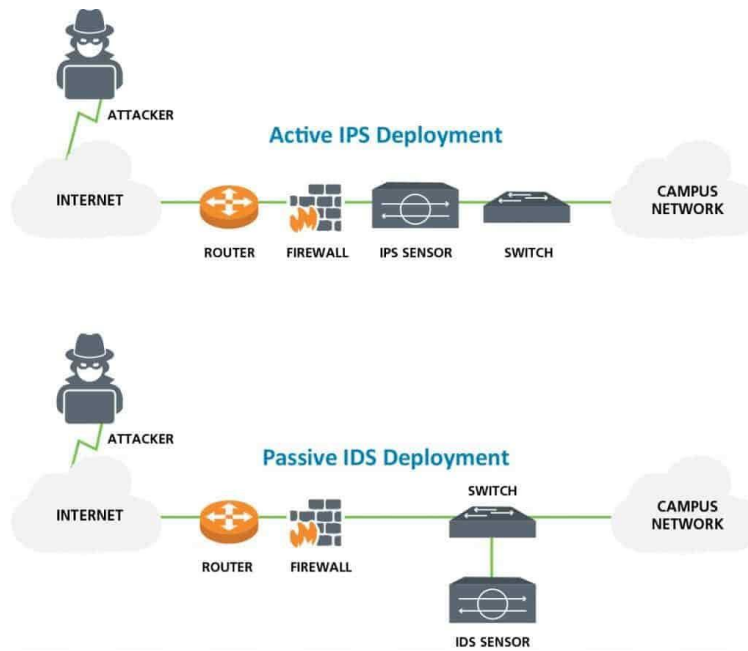 ATTACKER
Active IPS Deployment
INTERNET
CAMPUS
NETWORK
ROUTER
FIREWALL
IPS SENSOR
SWITCH
ATTACKER
Passive IDS Deployment
SWITCH
INTERNET
CAMPUS
NETWORK
ROUTER
FIREWALL
IDS SENSOR